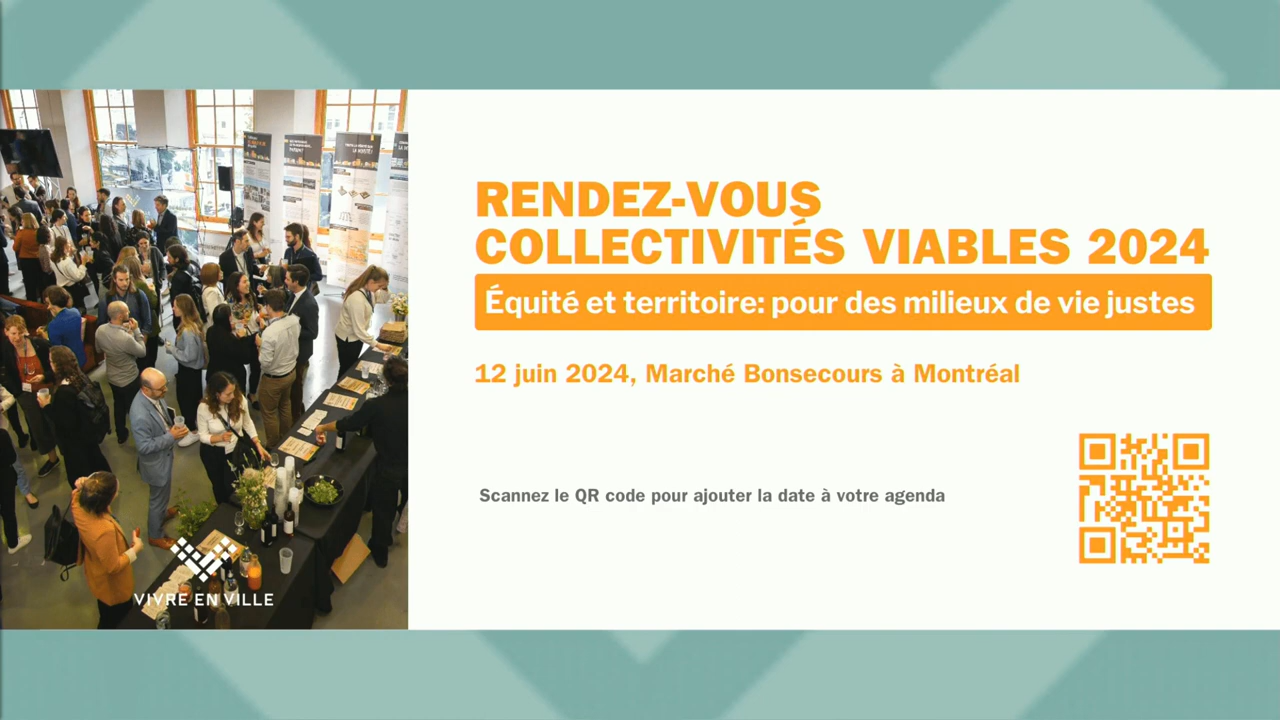 RENDEZ-VOUS
COLLECTIVITÉS VIABLES 2024
Équité et territoire: pour des milieux de vie justes
12 juin 2024, Marché Bonsecours à Montréal
Scannez le QR code pour ajouter la date à votre agenda
VIVRE EN VILLE